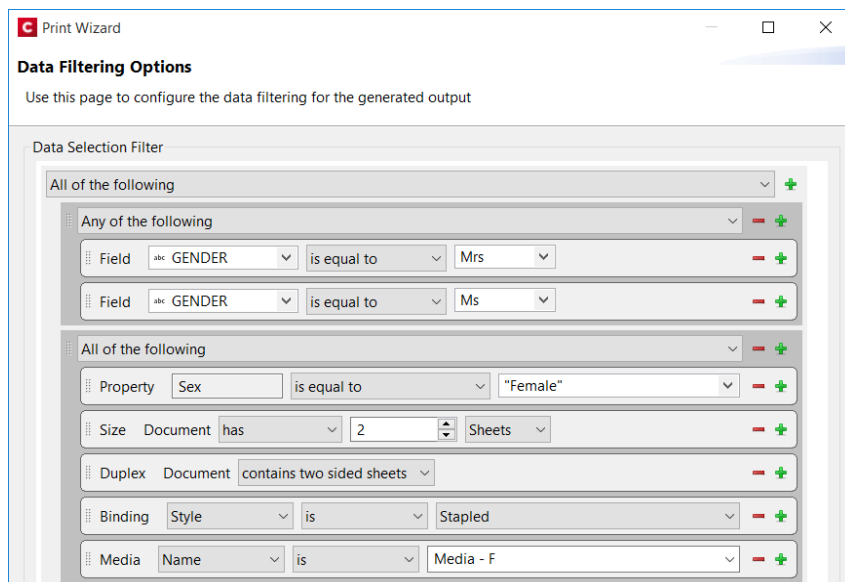 C Print Wizard
Data Filtering Options
Use this page to configure the data filtering for the generated output
Data Selection Filter
All of the following
Any of the following
Field abc GENDER is equal to Mrs
Field abc GENDER is equal to Ms
All of the following
Property Sex is equal to "Female"
Size Document has 2 Sheets
Duplex Document contains two sided sheets
Binding Style is Stapled
Media Name is Media - F